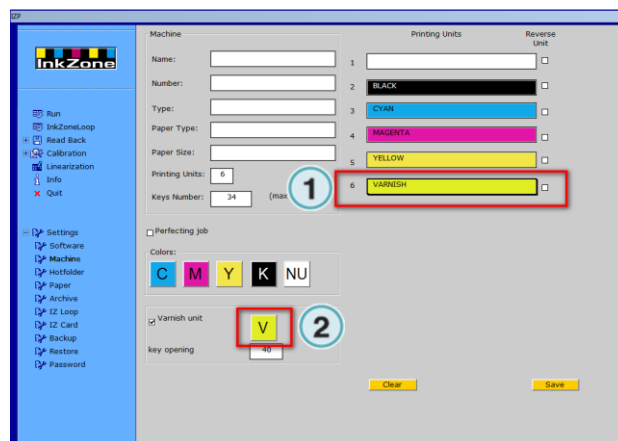 IZP
InkZone
Run
InkZoneLoop
Read Back
Calibration
Linearization
Info
Quit
Settings
Software
Machine
Hotfolder
Paper
Archive
IZ Loop
IZ Card
Backup
Restore
Password
Machine
Name:
Number:
Type:
Paper Type:
Paper Size:
Printing Units: 6
Keys Number: 34 (max
1
Perfecting job
Colors:
C M Y K NU
Varnish unit
V
2
key opening 40
Printing Units Reverse
Unit
1
2 BLACK
3 CYAN
4 MAGENTA
5 YELLOW
6 VARNISH
Clear Save